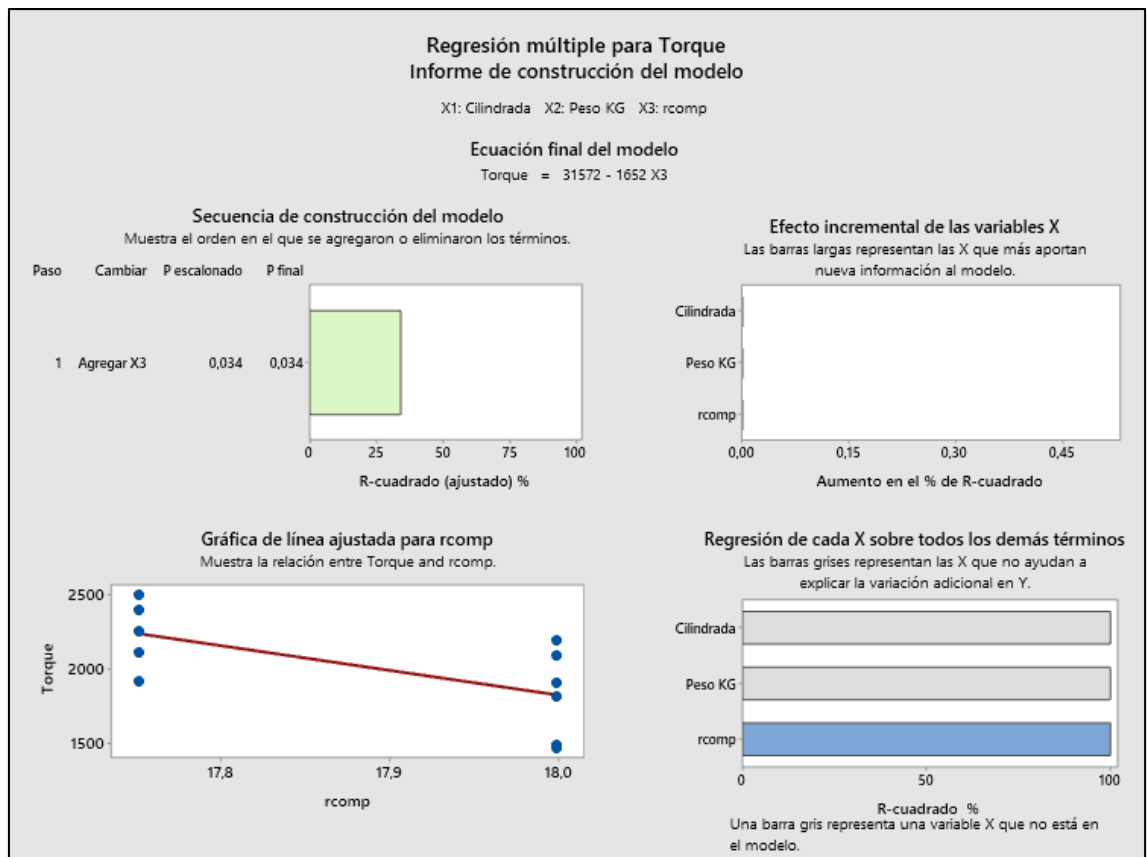 Regresión múltiple para Torque
Informe de construcción del modelo
X1: Cilindrada X2: Peso KG X3: rcomp
Ecuación final del modelo
Torque = 31572 - 1652 X3
Secuencia de construcción del modelo
Muestra el orden en el que se agregaron o eliminaron los términos.
Paso Cambiar P escalonado P final
1 Agregar X3 0,034 0,034
0 25 50 75 100
R-cuadrado (ajustado) %
Efecto incremental de las variables X
Las barras largas representan las X que más aportan
nueva información al modelo.
Cilindrada
Peso KG
rcomp
0,00 0,15 0,30 0,45
Aumento en el % de R-cuadrado
Gráfica de línea ajustada para rcomp
Muestra la relación entre Torque and rcomp.
Torque
2500
2000
1500
17,8 17,9 18,0
rcomp
Regresión de cada X sobre todos los demás términos
Las barras grises representan las X que no ayudan a
explicar la variación adicional en Y.
Cilindrada
Peso KG
rcomp
0 50 100
R-cuadrado %
Una barra gris representa una variable X que no está en
el modelo.